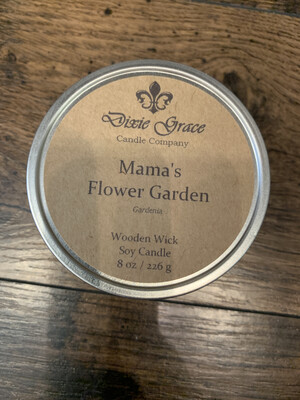 Dixie Grace
Candle Company
Mama's
Flower Garden
Gardenia
Wooden Wick
Soy Candle
8 oz / 226 g